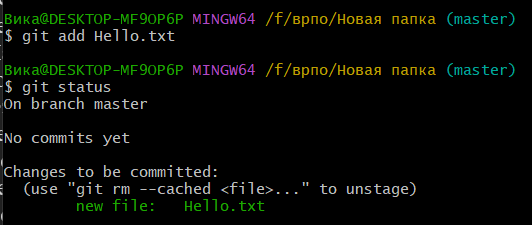 Вика@DESKTOP-MF9OP6P MINGW64 /f/врпо/Новая папка (master)
$ git add Hello.txt
Вика@DESKTOP-MF9OP6P MINGW64 /f/врпо/Новая папка (master)
$ git status
On branch master
No commits yet
Changes to be committed:
(use "git rm --cached <file>..." to unstage)
new file: Hello.txt